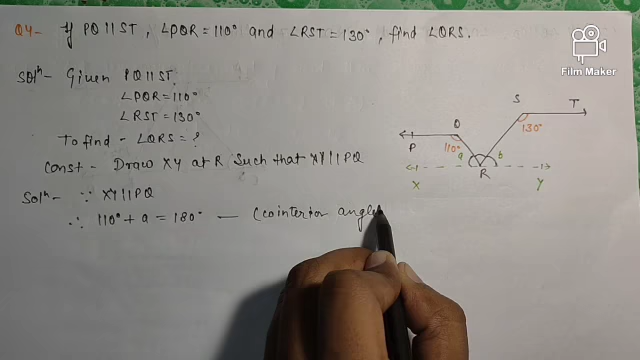 Q4- If PQ || ST, ∠PQR = 110° and ∠RST = 130°, find ∠QRS.
Film Maker
Solⁿ- Given PQ || ST,
∠PQR = 110°
∠RST = 130°
To find - ∠QRS = ?
Const - Draw XY at R such that XY || PQ
Solⁿ- ∵ XY || PQ
∴ 110° + a = 180° — (cointerior angle
S T
130°
Q
P 110°
a b
R
X Y